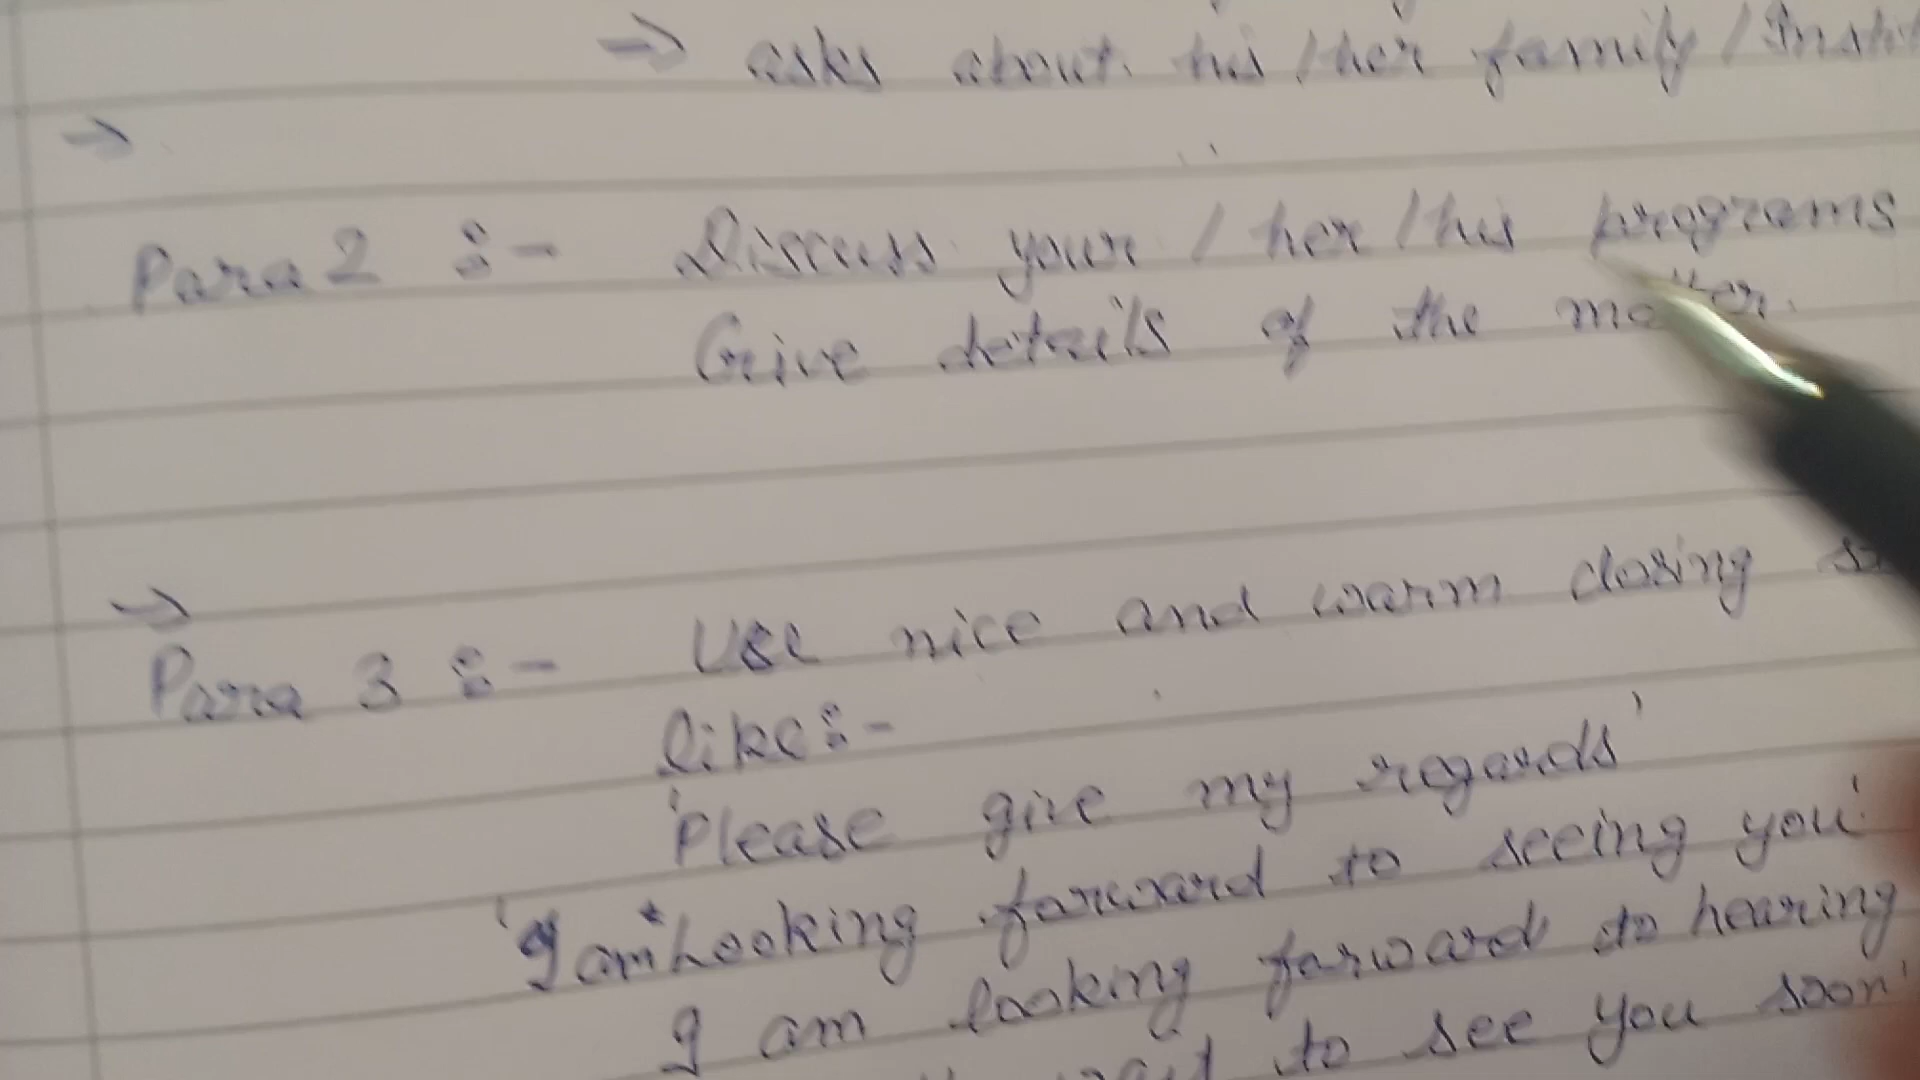 → asks about his / her family /
→
Para 2 :- Discuss your / her / his programs
Give details of the matter.
→
Para 3 :- Use nice and warm closing
like:-
'Please give my regards'
'I am Looking forward to seeing you'
I am looking forward to hearing
to see you soon'